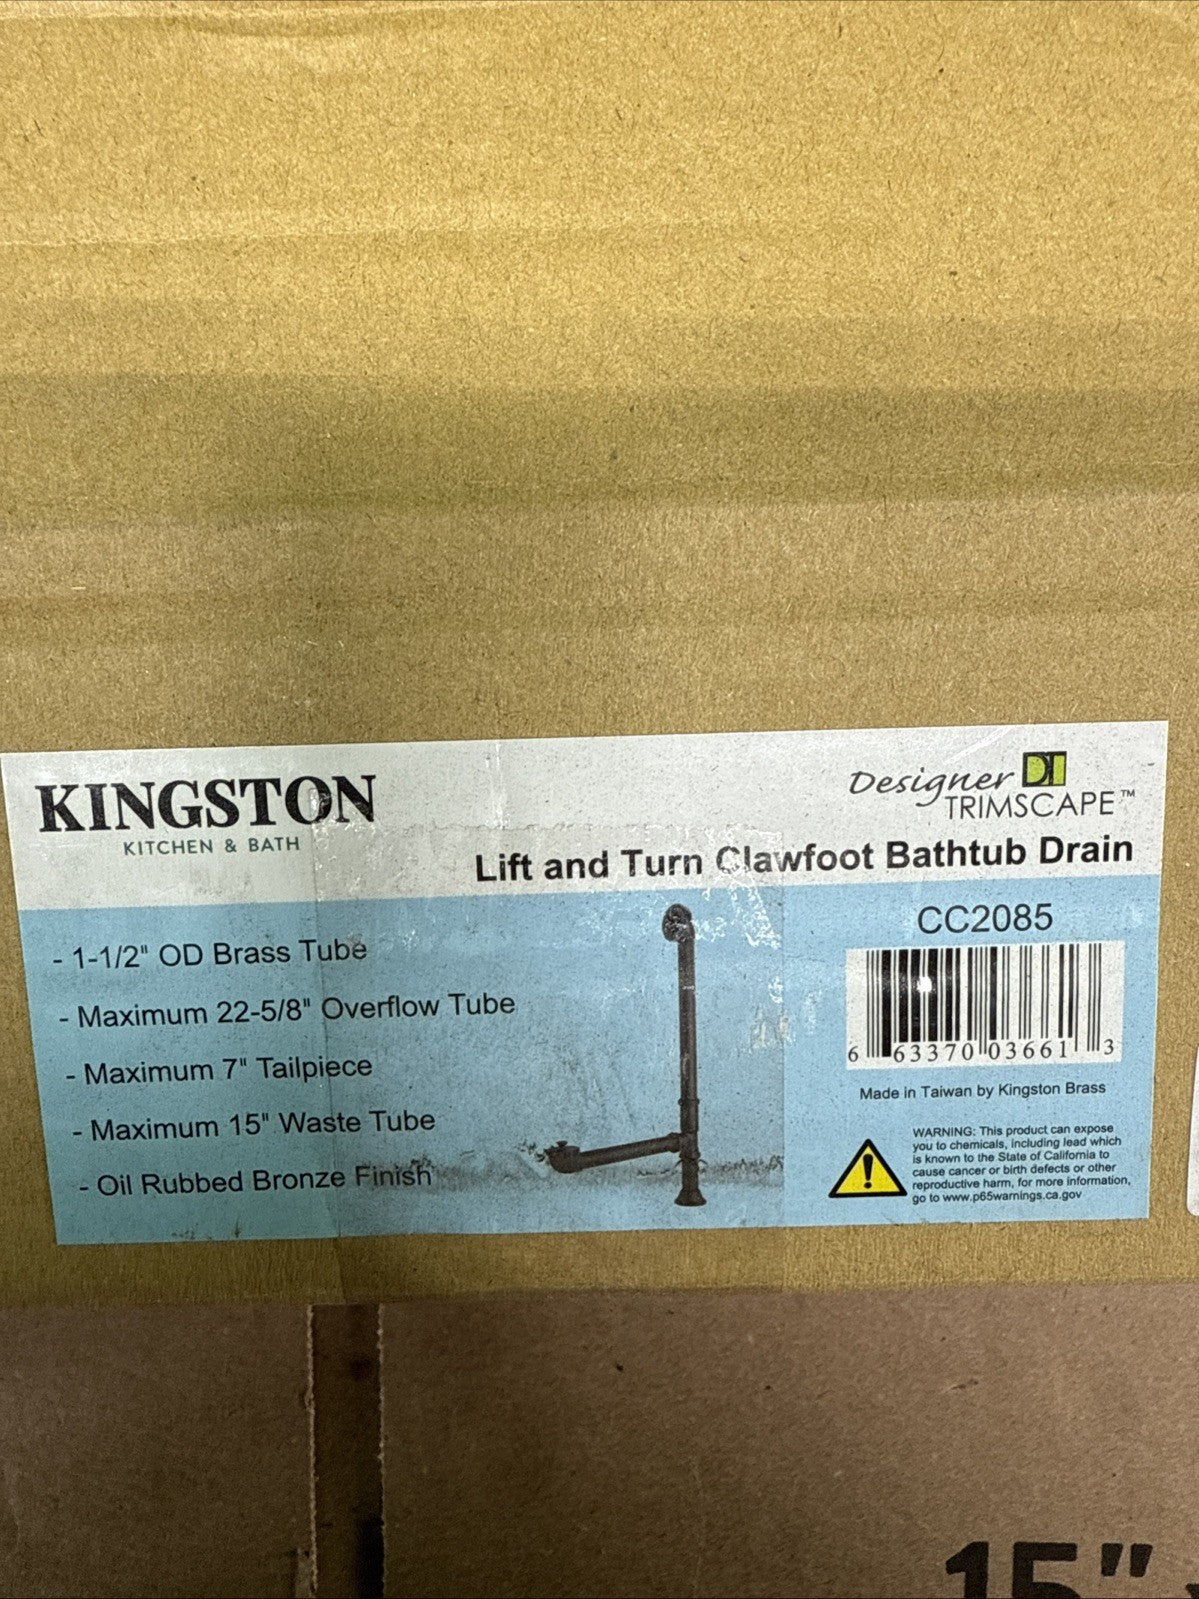 KINGSTON
KITCHEN & BATH
Designer
TRIMSCAPE™
Lift and Turn Clawfoot Bathtub Drain
- 1-1/2" OD Brass Tube
- Maximum 22-5/8" Overflow Tube
- Maximum 7" Tailpiece
- Maximum 15" Waste Tube
- Oil Rubbed Bronze Finish
CC2085
6 63370 03661 3
Made in Taiwan by Kingston Brass
WARNING: This product can expose
you to chemicals, including lead which
is known to the State of California to
cause cancer or birth defects or other
reproductive harm, for more information,
go to www.p65warnings.ca.gov
15"